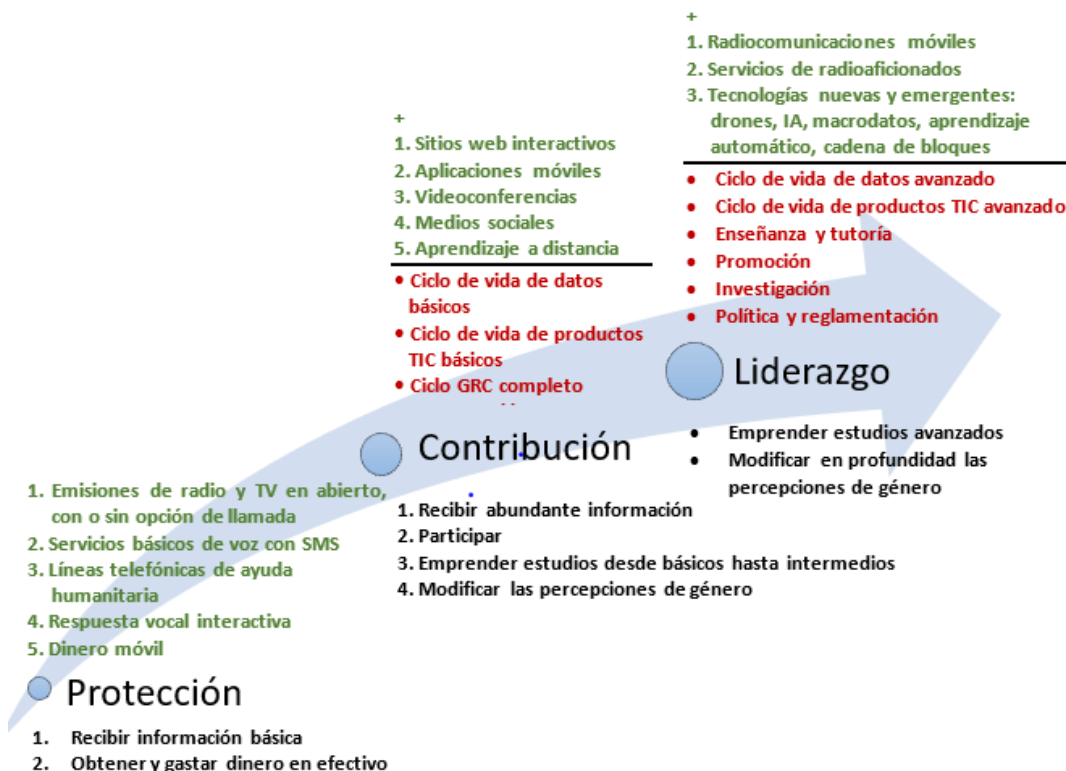 +
1. Radiocomunicaciones móviles
2. Servicios de radioaficionados
3. Tecnologías nuevas y emergentes:
drones, IA, macrodatos, aprendizaje
automático, cadena de bloques
• Ciclo de vida de datos avanzado
• Ciclo de vida de productos TIC avanzado
• Enseñanza y tutoría
• Promoción
• Investigación
• Política y reglamentación
Liderazgo
• Emprender estudios avanzados
• Modificar en profundidad las
percepciones de género
+
1. Sitios web interactivos
2. Aplicaciones móviles
3. Videoconferencias
4. Medios sociales
5. Aprendizaje a distancia
• Ciclo de vida de datos
básicos
• Ciclo de vida de productos
TIC básicos
• Ciclo GRC completo
Contribución
1. Recibir abundante información
2. Participar
3. Emprender estudios desde básicos hasta intermedios
4. Modificar las percepciones de género
1. Emisiones de radio y TV en abierto,
con o sin opción de llamada
2. Servicios básicos de voz con SMS
3. Líneas telefónicas de ayuda
humanitaria
4. Respuesta vocal interactiva
5. Dinero móvil
Protección
1. Recibir información básica
2. Obtener y gastar dinero en efectivo